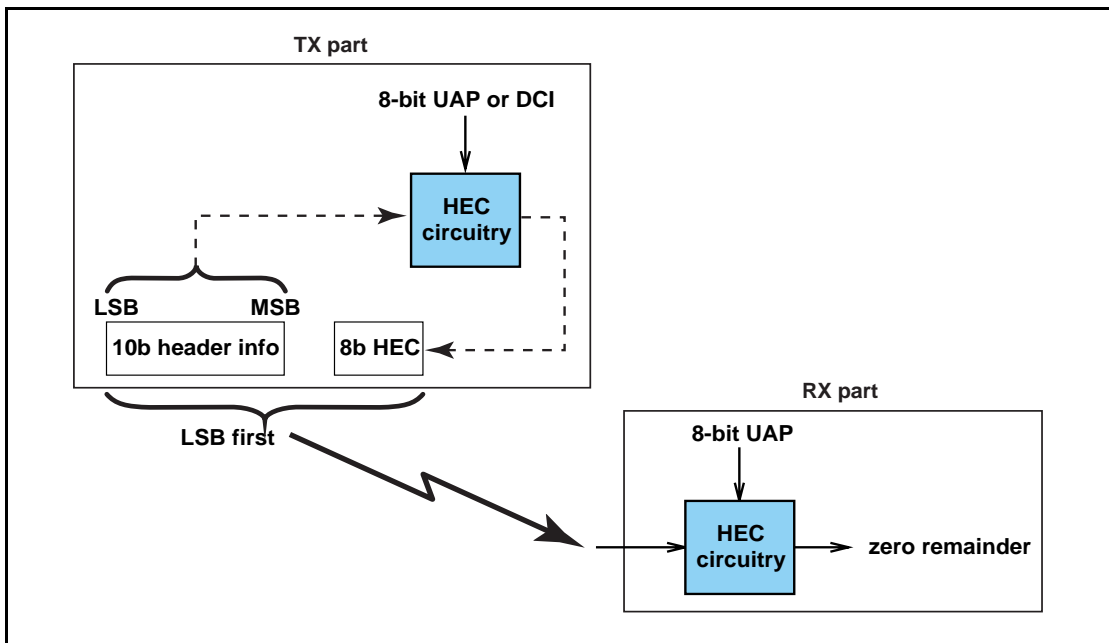 TX part
8-bit UAP or DCI
HEC
circuitry
LSB
MSB
10b header info
8b HEC
LSB first
RX part
8-bit UAP
HEC
circuitry
zero remainder